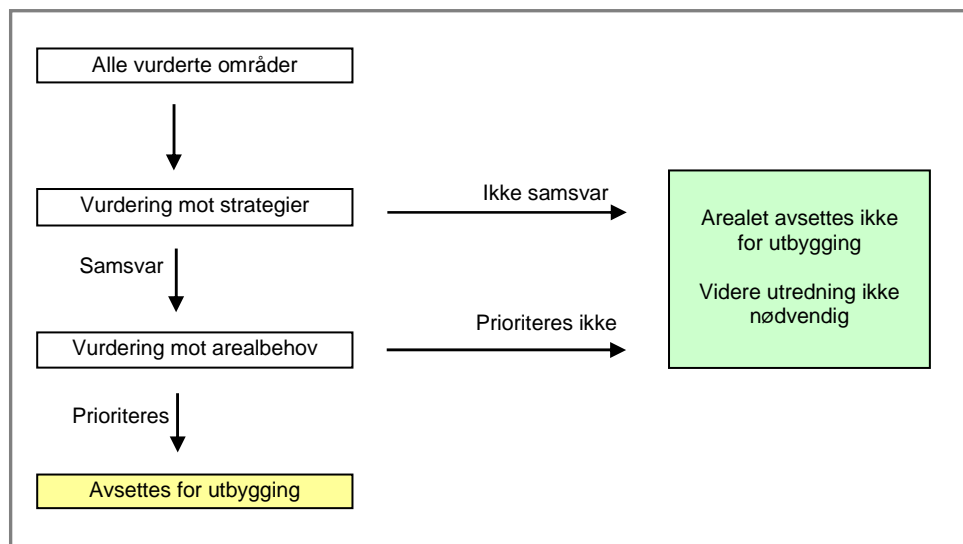 Alle vurderte områder
Vurdering mot strategier
Ikke samsvar
Arealet avsettes ikke
for utbygging
Videre utredning ikke
nødvendig
Samsvar
Vurdering mot arealbehov
Prioriteres ikke
Prioriteres
Avsettes for utbygging